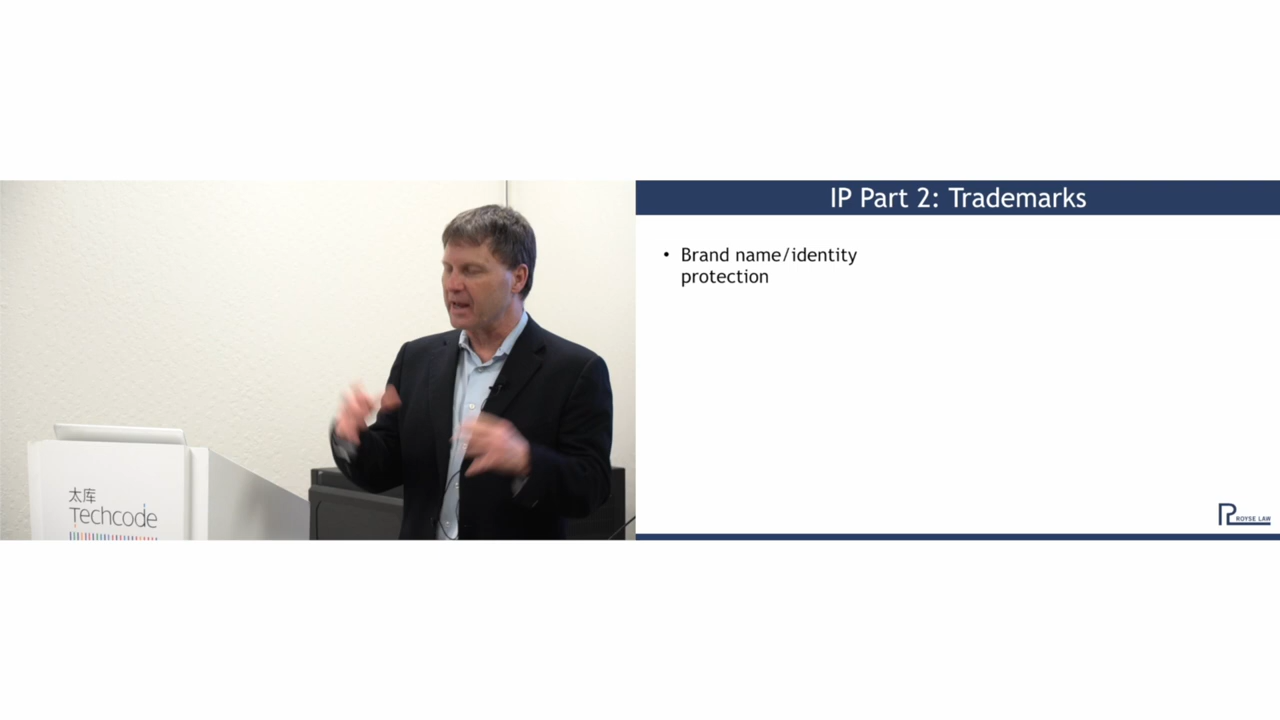 太库
Techcode
IP Part 2: Trademarks
• Brand name/identity
protection
ROYSE LAW